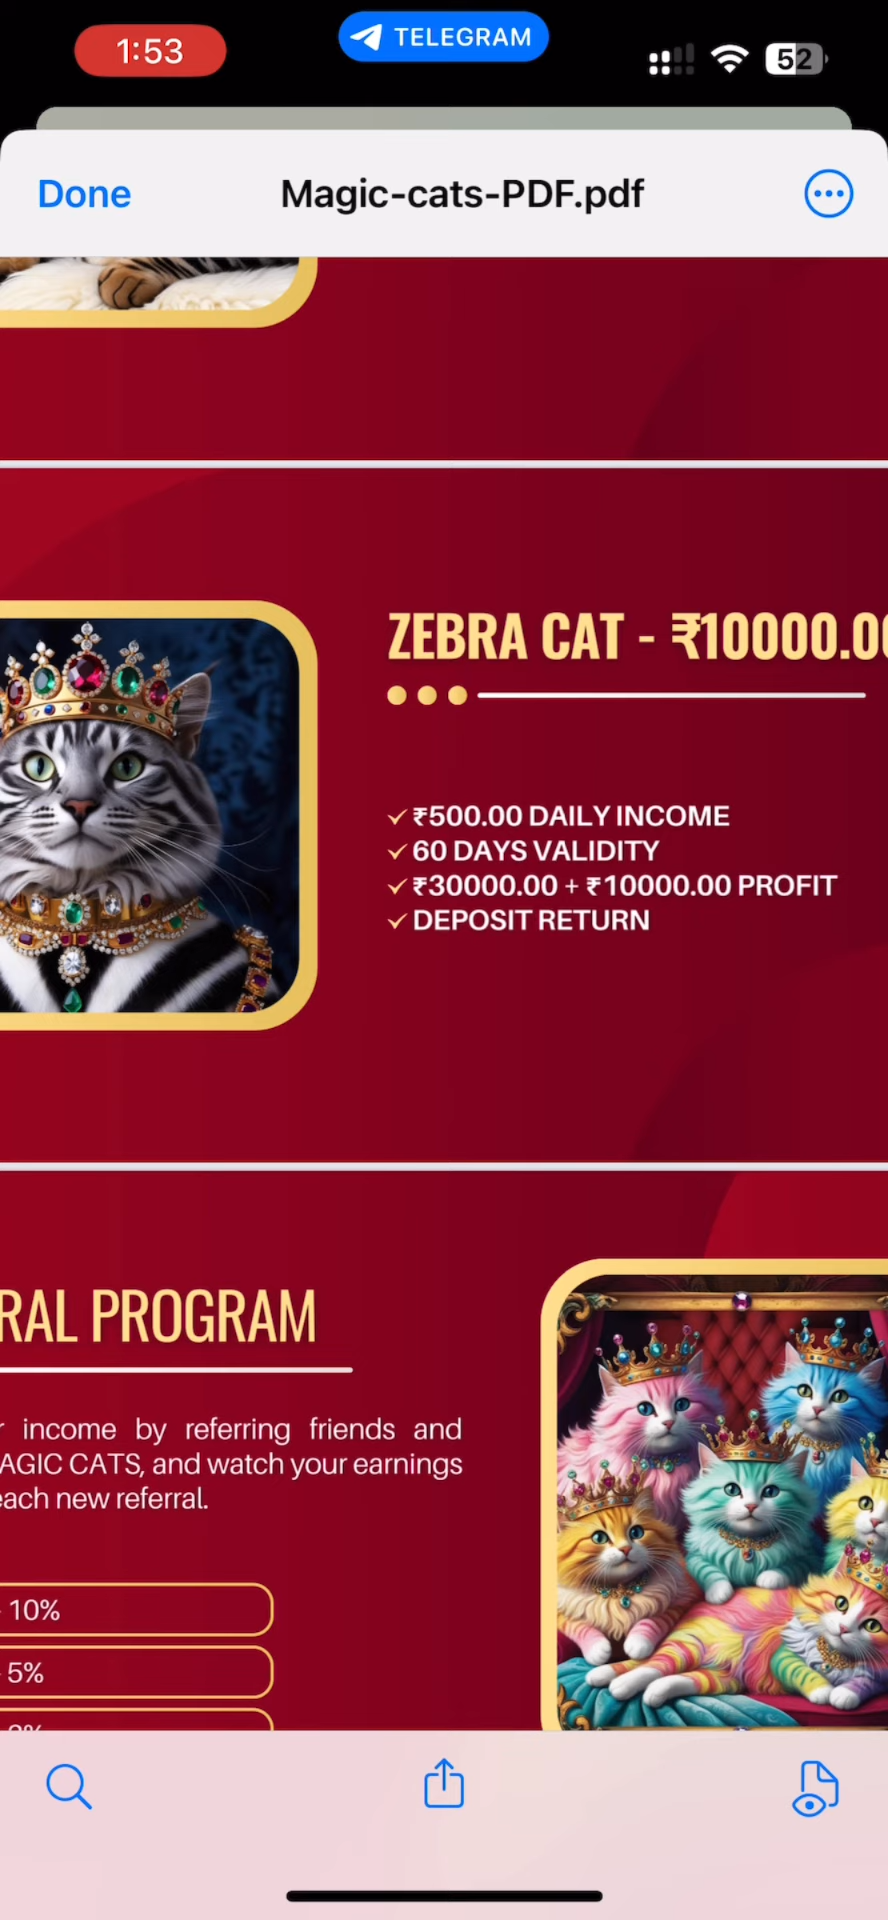 1:53
TELEGRAM
52
Done
Magic-cats-PDF.pdf
ZEBRA CAT - ₹10000.0
₹500.00 DAILY INCOME
60 DAYS VALIDITY
₹30000.00 + ₹10000.00 PROFIT
DEPOSIT RETURN
RAL PROGRAM
r income by referring friends and
AGIC CATS, and watch your earnings
each new referral.
- 10%
- 5%